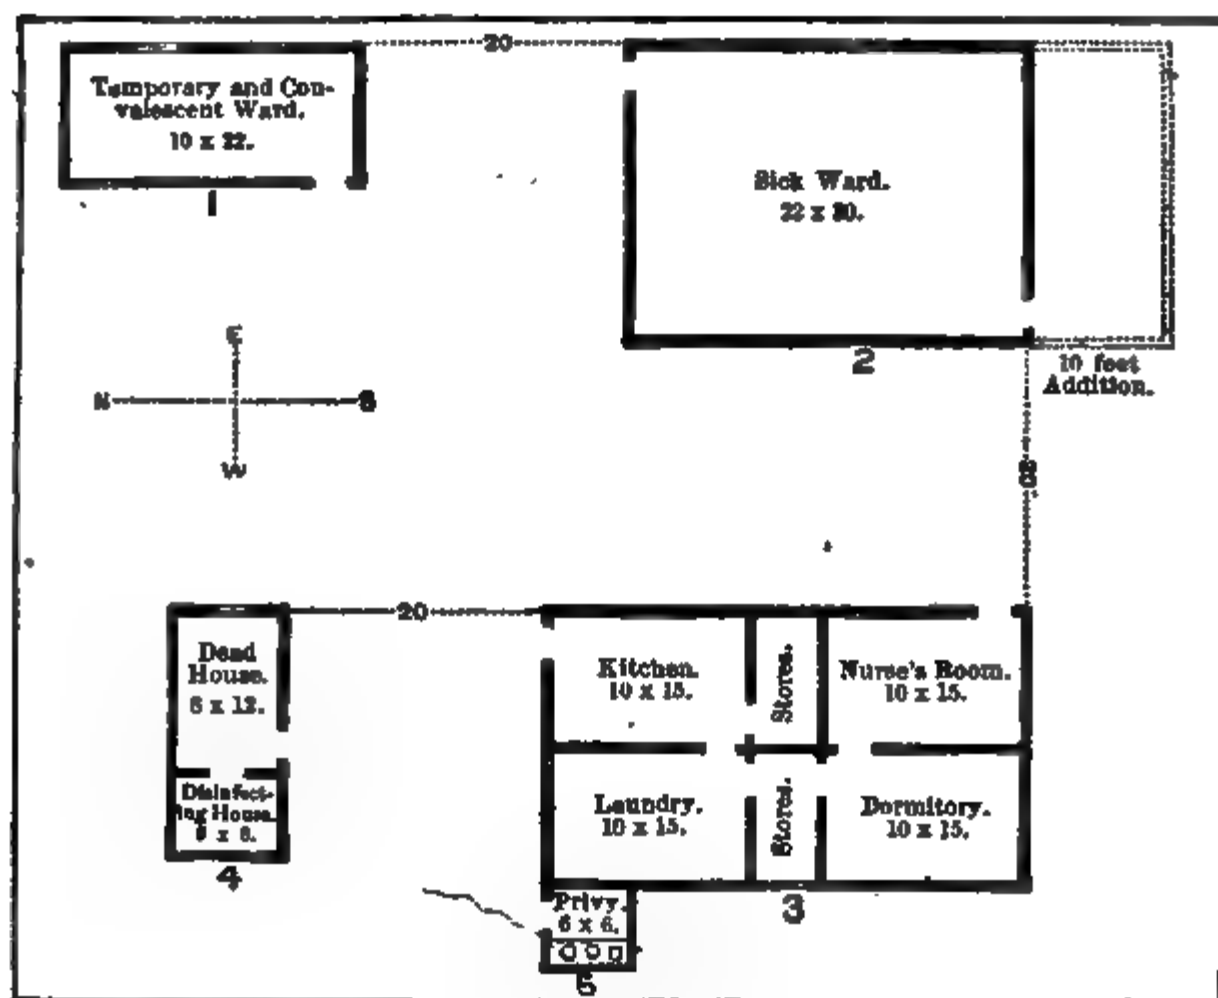 Temporary and Con-
valescent Ward.
10 x 22.
1
20
Sick Ward.
22 x 30.
2
10 feet
Addition.
E
N
S
W
20
Dead
House.
8 x 12.
Disinfect-
ing House.
4
Kitchen.
10 x 15.
Stores.
Nurse's Room.
10 x 15.
Laundry.
10 x 15.
Stores.
Dormitory.
10 x 15.
3
Privy.
6 x 6.
5